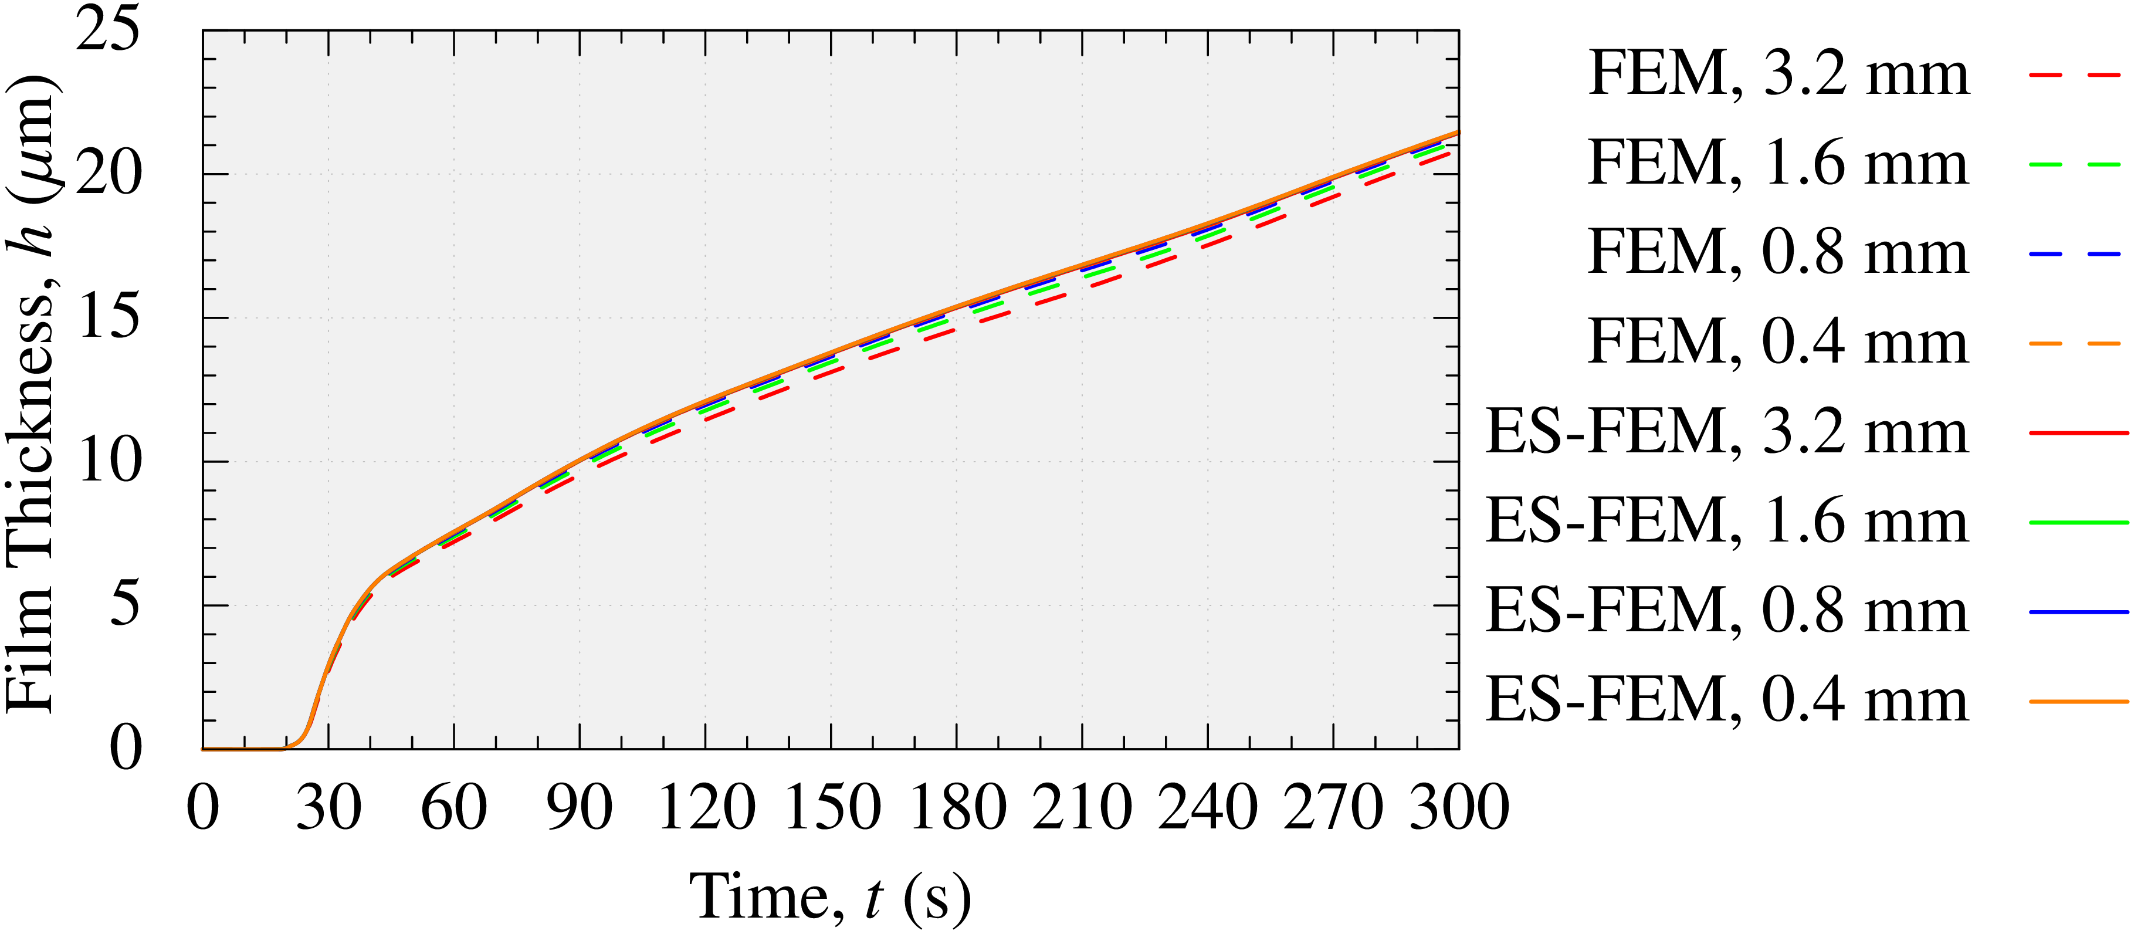 Film Thickness, h (μm)
25
20
15
10
5
0
0 30 60 90 120 150 180 210 240 270 300
Time, t (s)
FEM, 3.2 mm
FEM, 1.6 mm
FEM, 0.8 mm
FEM, 0.4 mm
ES-FEM, 3.2 mm
ES-FEM, 1.6 mm
ES-FEM, 0.8 mm
ES-FEM, 0.4 mm